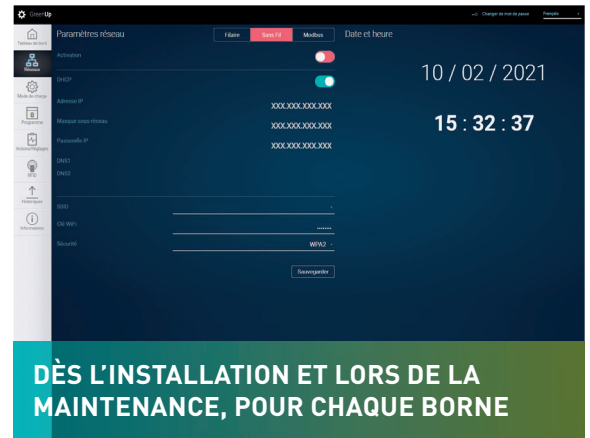 GreenUp
Changer de mot de passe
Français
Tableau de bord
Réseaux
Mode de charge
Programme
Actions/Réglages
RFID
Historiques
Informations
Paramètres réseau
Filaire
Sans Fil
Modbus
Date et heure
Activation
DHCP
Adresse IP
XXX.XXX.XXX.XXX
Masque sous-réseau
XXX.XXX.XXX.XXX
Passerelle IP
XXX.XXX.XXX.XXX
DNS1
DNS2
10 / 02 / 2021
15 : 32 : 37
SSID
Clé WiFi
........
Sécurité
WPA2
Sauvegarder
DÈS L'INSTALLATION ET LORS DE LA
MAINTENANCE, POUR CHAQUE BORNE